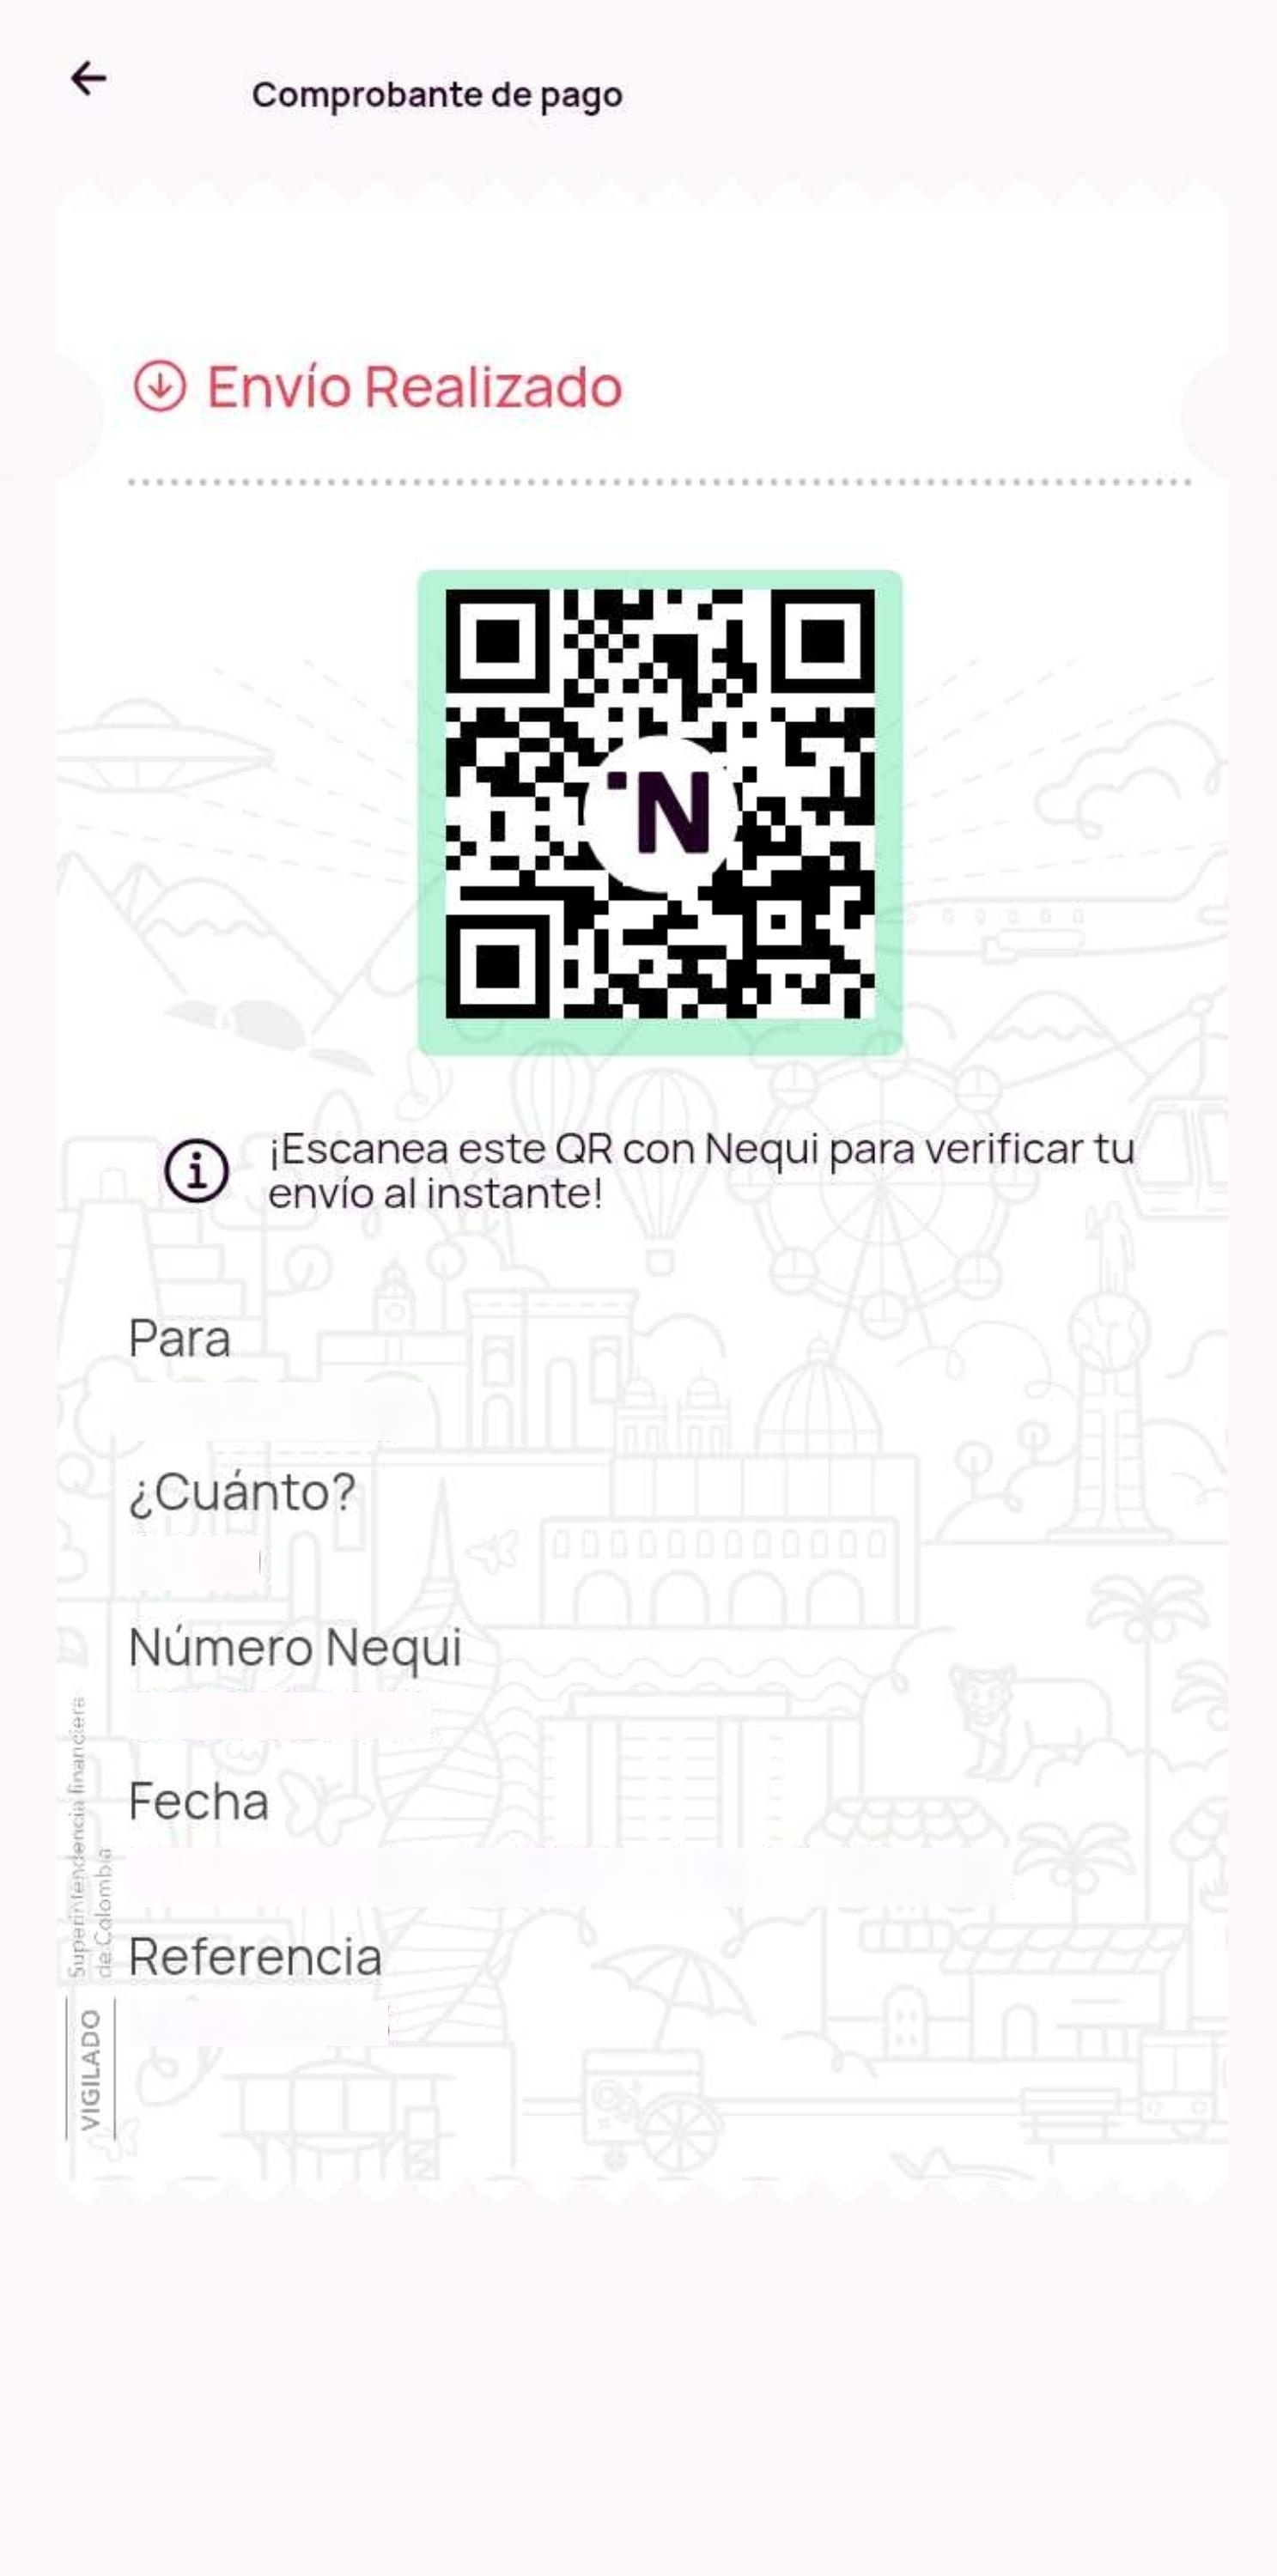 Comprobante de pago
Envío Realizado
N
¡Escanea este QR con Nequi para verificar tu
envío al instante!
Para
¿Cuánto?
Número Nequi
Fecha
Referencia
VIGILADO
Superintendencia financiera
de Colombia